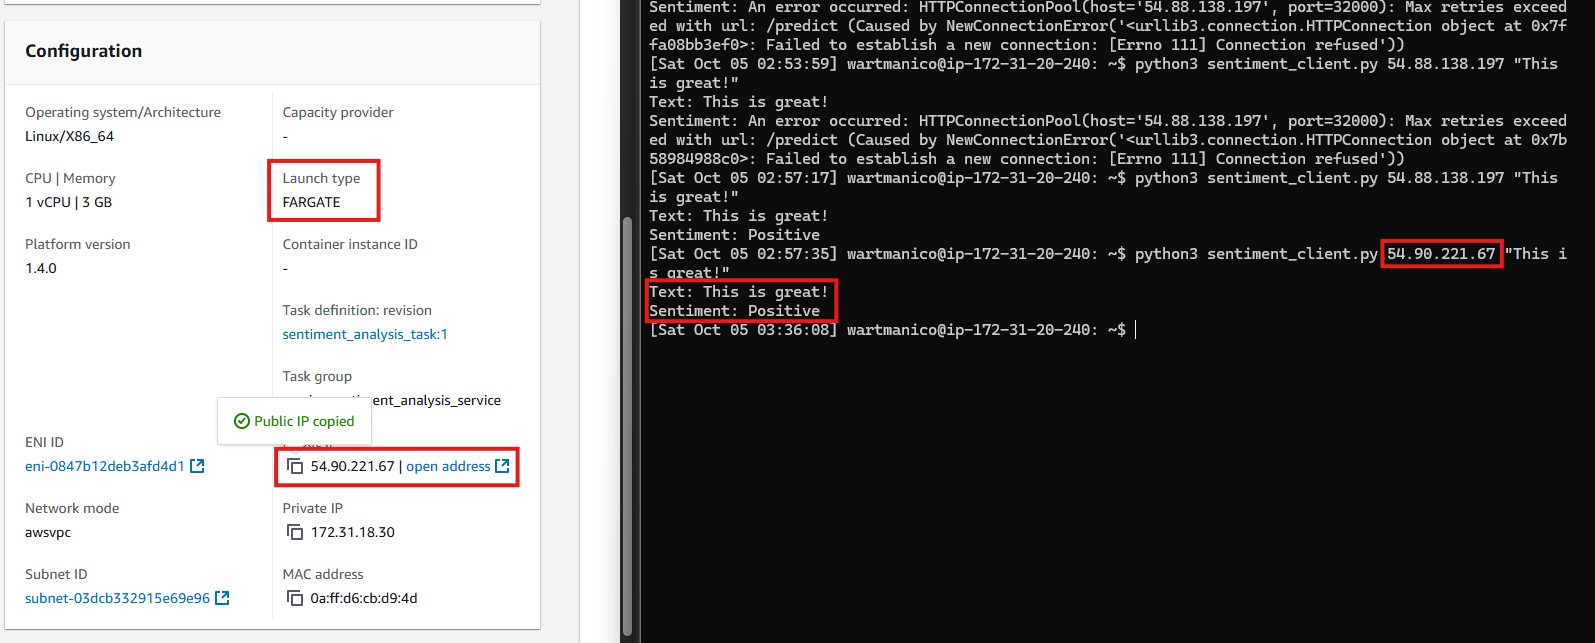 Configuration
Operating system/Architecture
Linux/X86_64
Capacity provider
-
CPU | Memory
1 vCPU | 3 GB
Launch type
FARGATE
Platform version
1.4.0
Container instance ID
-
Task definition: revision
sentiment_analysis_task:1
Task group
ent_analysis_service
Public IP copied
ENI ID
eni-0847b12deb3afd4d1
54.90.221.67 | open address
Network mode
awsvpc
Private IP
172.31.18.30
Subnet ID
subnet-03dcb332915e69e96
MAC address
0a:ff:d6:cb:d9:4d
Sentiment: An error occurred: HTTPConnectionPool(host='54.88.138.197', port=32000): Max retries exceed
ed with url: /predict (Caused by NewConnectionError('<urllib3.connection.HTTPConnection object at 0x7f
fa08bb3ef0>: Failed to establish a new connection: [Errno 111] Connection refused'))
[Sat Oct 05 02:53:59] wartmanico@ip-172-31-20-240: ~$ python3 sentiment_client.py 54.88.138.197 "This
is great!"
Text: This is great!
Sentiment: An error occurred: HTTPConnectionPool(host='54.88.138.197', port=32000): Max retries exceed
ed with url: /predict (Caused by NewConnectionError('<urllib3.connection.HTTPConnection object at 0x7b
58984988c0>: Failed to establish a new connection: [Errno 111] Connection refused'))
[Sat Oct 05 02:57:17] wartmanico@ip-172-31-20-240: ~$ python3 sentiment_client.py 54.88.138.197 "This
is great!"
Text: This is great!
Sentiment: Positive
[Sat Oct 05 02:57:35] wartmanico@ip-172-31-20-240: ~$ python3 sentiment_client.py 54.90.221.67 "This i
s great!"
Text: This is great!
Sentiment: Positive
[Sat Oct 05 03:36:08] wartmanico@ip-172-31-20-240: ~$